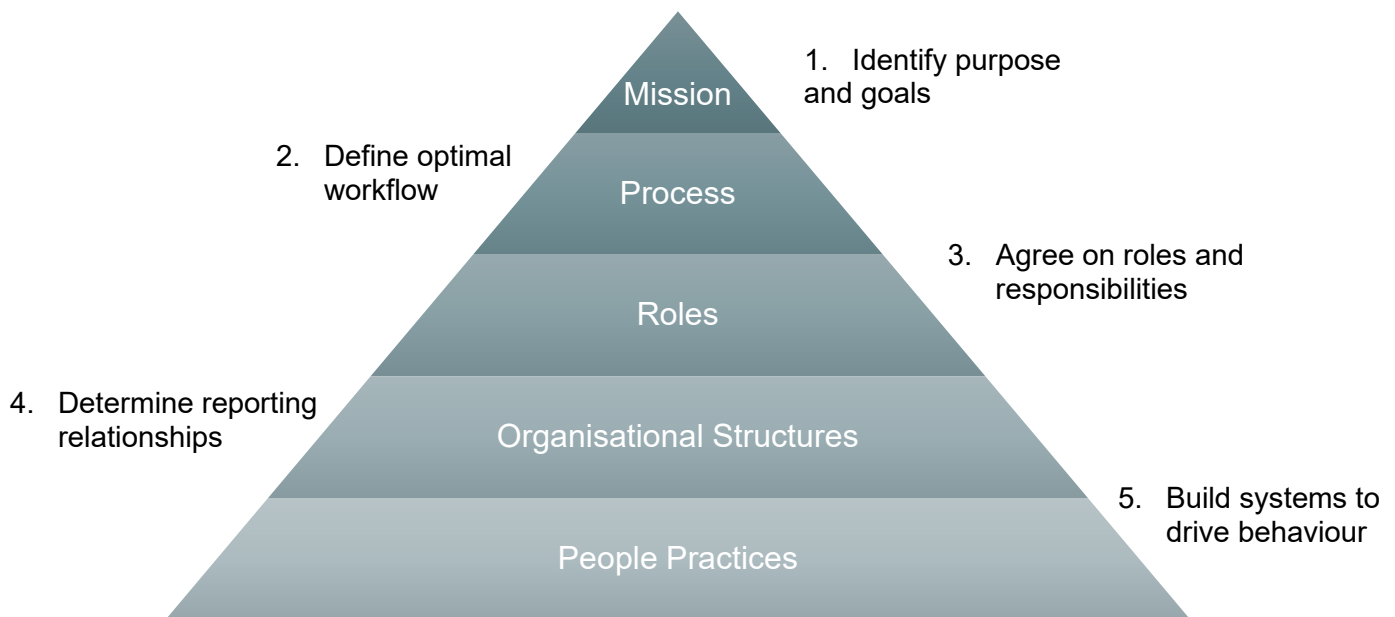 Mission
1. Identify purpose
and goals
2. Define optimal
workflow
Process
3. Agree on roles and
responsibilities
Roles
4. Determine reporting
relationships
Organisational Structures
5. Build systems to
drive behaviour
People Practices